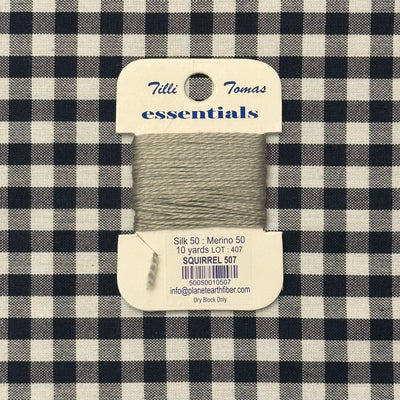 Tilli Tomas
essentials
Silk 50 : Merino 50
10 yards LOT : 407
SQUIRREL 507
50050010507
info@planetearthfiber.com
Dry Block Only